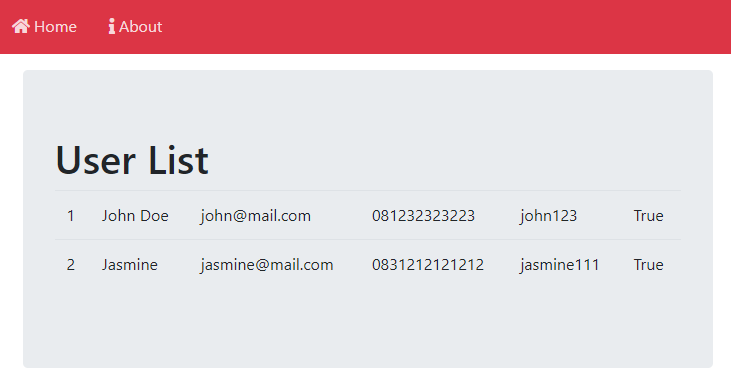 Home About
User List
1 John Doe john@mail.com 081232323223 john123 True
2 Jasmine jasmine@mail.com 0831212121212 jasmine111 True